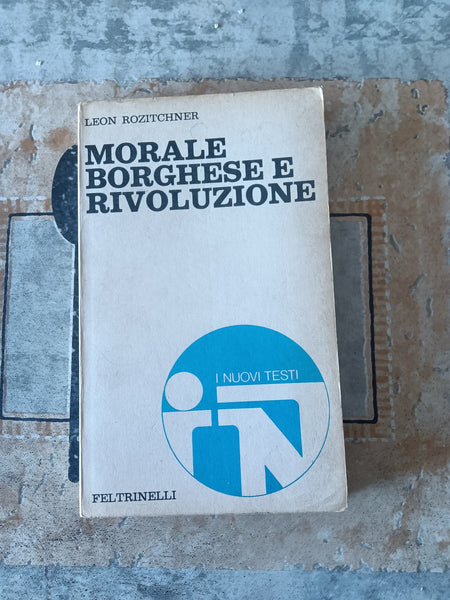 LEON ROZITCHNER
MORALE
BORGHESE E
RIVOLUZIONE
I NUOVI TESTI
FELTRINELLI